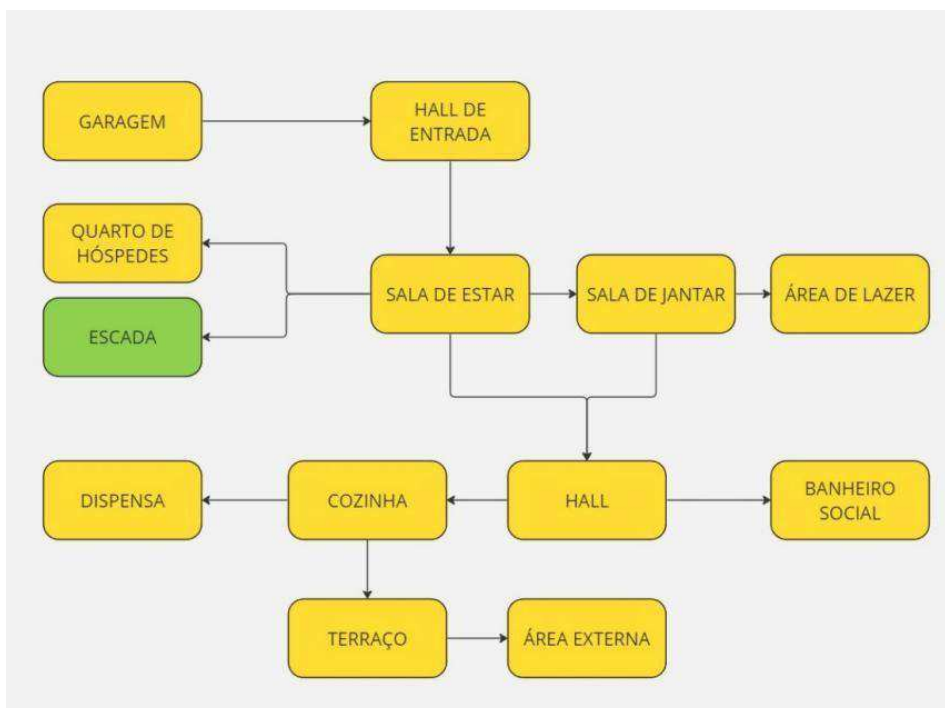 GARAGEM
HALL DE
ENTRADA
QUARTO DE
HÓSPEDES
SALA DE ESTAR
SALA DE JANTAR
ÁREA DE LAZER
ESCADA
DISPENSA
COZINHA
HALL
BANHEIRO
SOCIAL
TERRAÇO
ÁREA EXTERNA